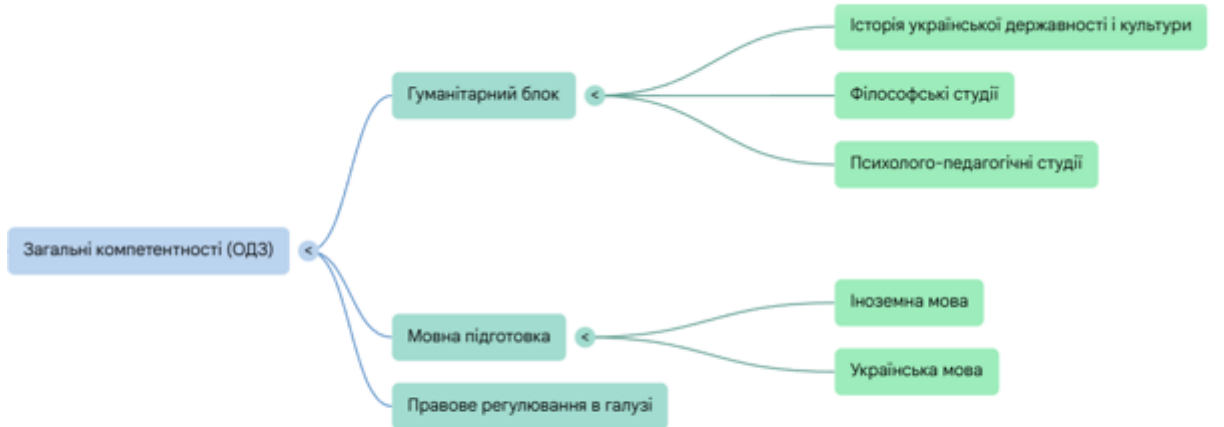 Загальні компетентності (ОДЗ)
<
Гуманітарний блок
<
Історія української державності і культури
Філософські студії
Психолого-педагогічні студії
Мовна підготовка
<
Іноземна мова
Українська мова
Правове регулювання в галузі